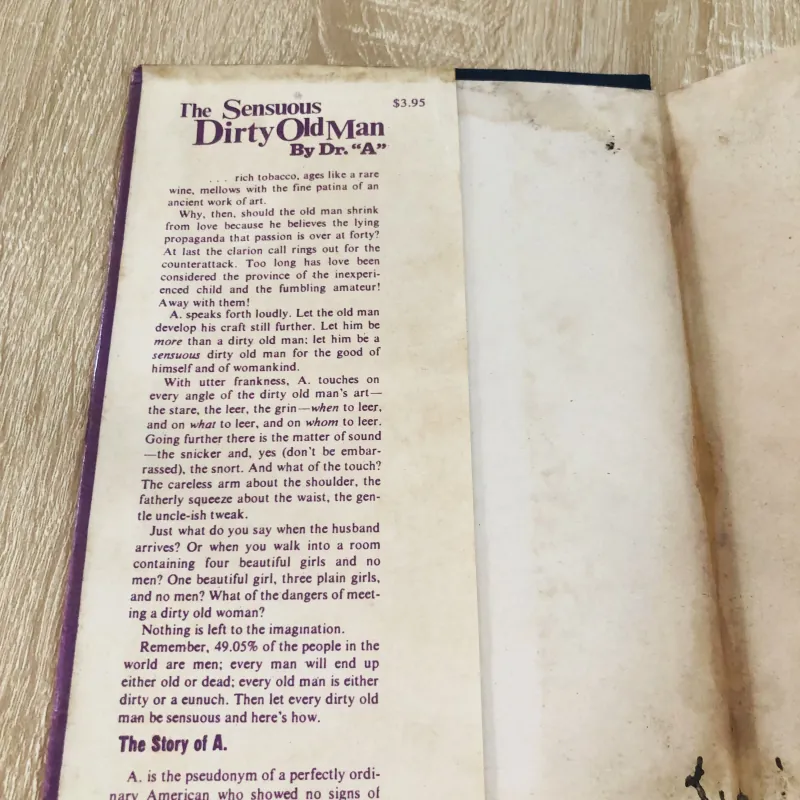 The Sensuous
$3.95
Dirty Old Man
By Dr. “A”
. . . rich tobacco, ages like a rare
wine, mellows with the fine patina of an
ancient work of art.
Why, then, should the old man shrink
from love because he believes the lying
propaganda that passion is over at forty?
At last the clarion call rings out for the
counterattack. Too long has love been
considered the province of the inexperi-
enced child and the fumbling amateur!
Away with them!
A. speaks forth loudly. Let the old man
develop his craft still further. Let him be
more than a dirty old man; let him be a
sensuous dirty old man for the good of
himself and of womankind.
With utter frankness, A. touches on
every angle of the dirty old man's art—
the stare, the leer, the grin—when to leer,
and on what to leer, and on whom to leer.
Going further there is the matter of sound
—the snicker and, yes (don't be embar-
rassed), the snort. And what of the touch?
The careless arm about the shoulder, the
fatherly squeeze about the waist, the gen-
tle uncle-ish tweak.
Just what do you say when the husband
arrives? Or when you walk into a room
containing four beautiful girls and no
men? One beautiful girl, three plain girls,
and no men? What of the dangers of meet-
ing a dirty old woman?
Nothing is left to the imagination.
Remember, 49.05% of the people in the
world are men; every man will end up
either old or dead; every old man is either
dirty or a eunuch. Then let every dirty old
man be sensuous and here's how.
The Story of A.
A. is the pseudonym of a perfectly ordi-
nary American who showed no signs of